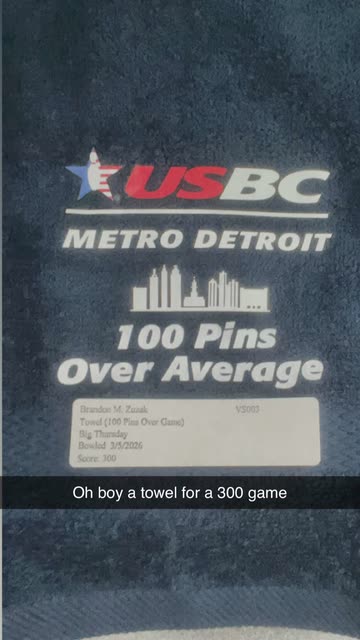 USBC
METRO DETROIT
100 Pins
Over Average
Brandon M. Zuzak VS003
Towel (100 Pins Over Game)
Big Thursday
Bowled 3/5/2026
Score: 300
Oh boy a towel for a 300 game